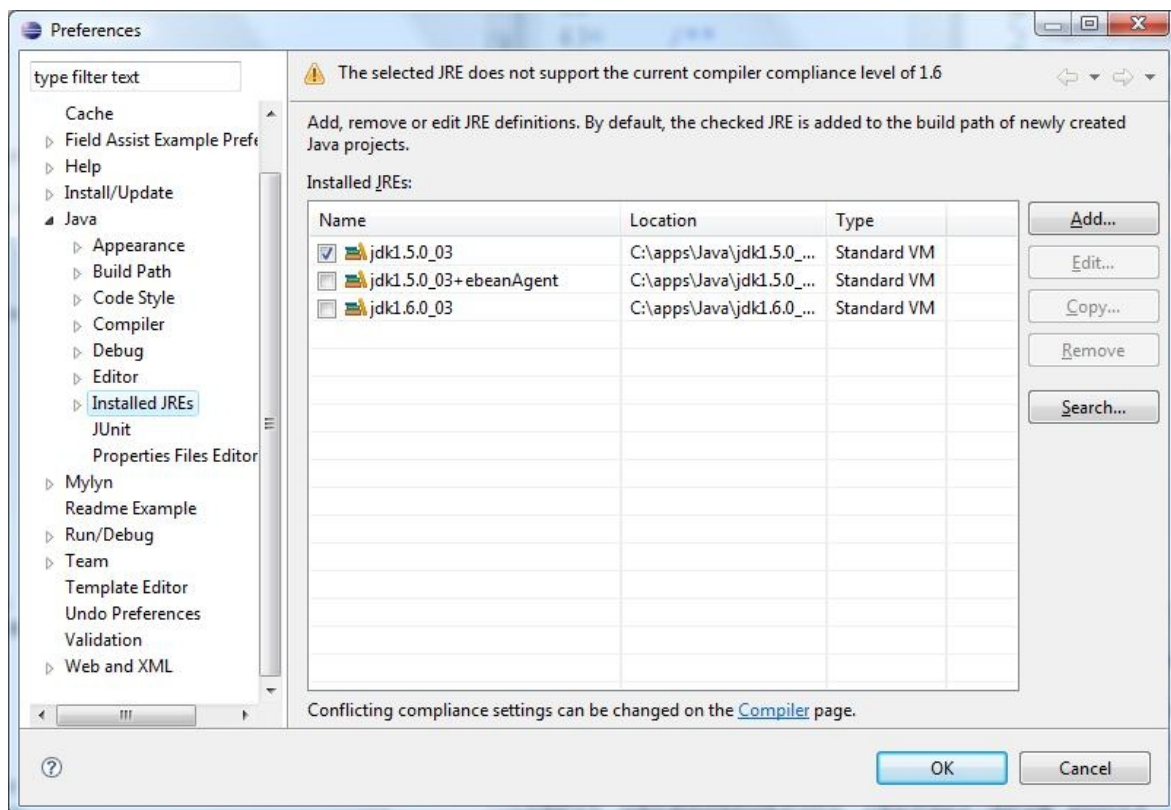 Preferences
type filter text
Cache
Field Assist Example Prefe
Help
Install/Update
Java
Appearance
Build Path
Code Style
Compiler
Debug
Editor
Installed JREs
JUnit
Properties Files Editor
Mylyn
Readme Example
Run/Debug
Team
Template Editor
Undo Preferences
Validation
Web and XML
The selected JRE does not support the current compiler compliance level of 1.6
Add, remove or edit JRE definitions. By default, the checked JRE is added to the build path of newly created
Java projects.
Installed JREs:
Name Location Type
jdk1.5.0_03 C:\apps\Java\jdk1.5.0_... Standard VM
jdk1.5.0_03+ebeanAgent C:\apps\Java\jdk1.5.0_... Standard VM
jdk1.6.0_03 C:\apps\Java\jdk1.6.0_... Standard VM
Add...
Edit...
Copy...
Remove
Search...
Conflicting compliance settings can be changed on the Compiler page.
OK Cancel